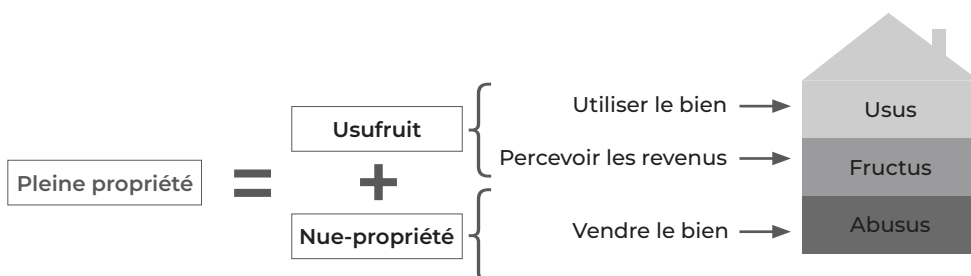 Pleine propriété
=
Usufruit
+
Nue-propriété
Utiliser le bien
Percevoir les revenus
Vendre le bien
Usus
Fructus
Abusus